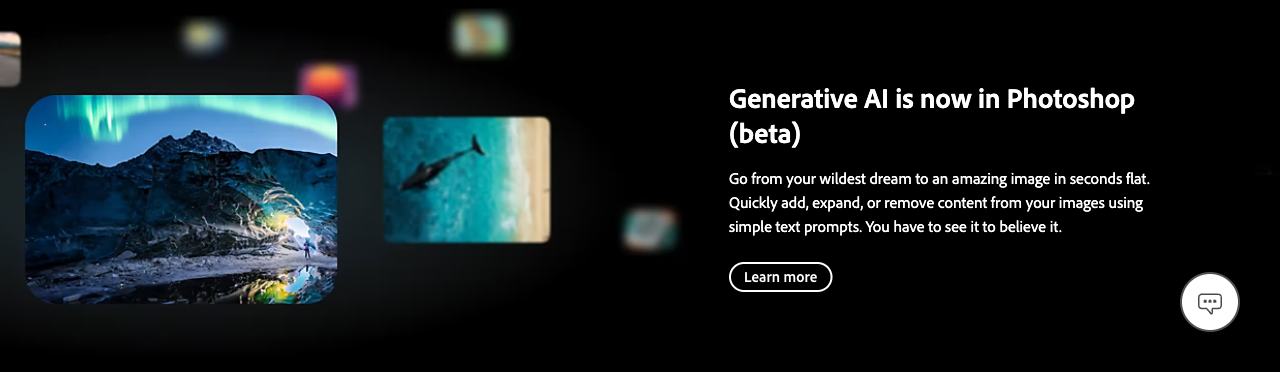 Generative AI is now in Photoshop
(beta)
Go from your wildest dream to an amazing image in seconds flat.
Quickly add, expand, or remove content from your images using
simple text prompts. You have to see it to believe it.
Learn more